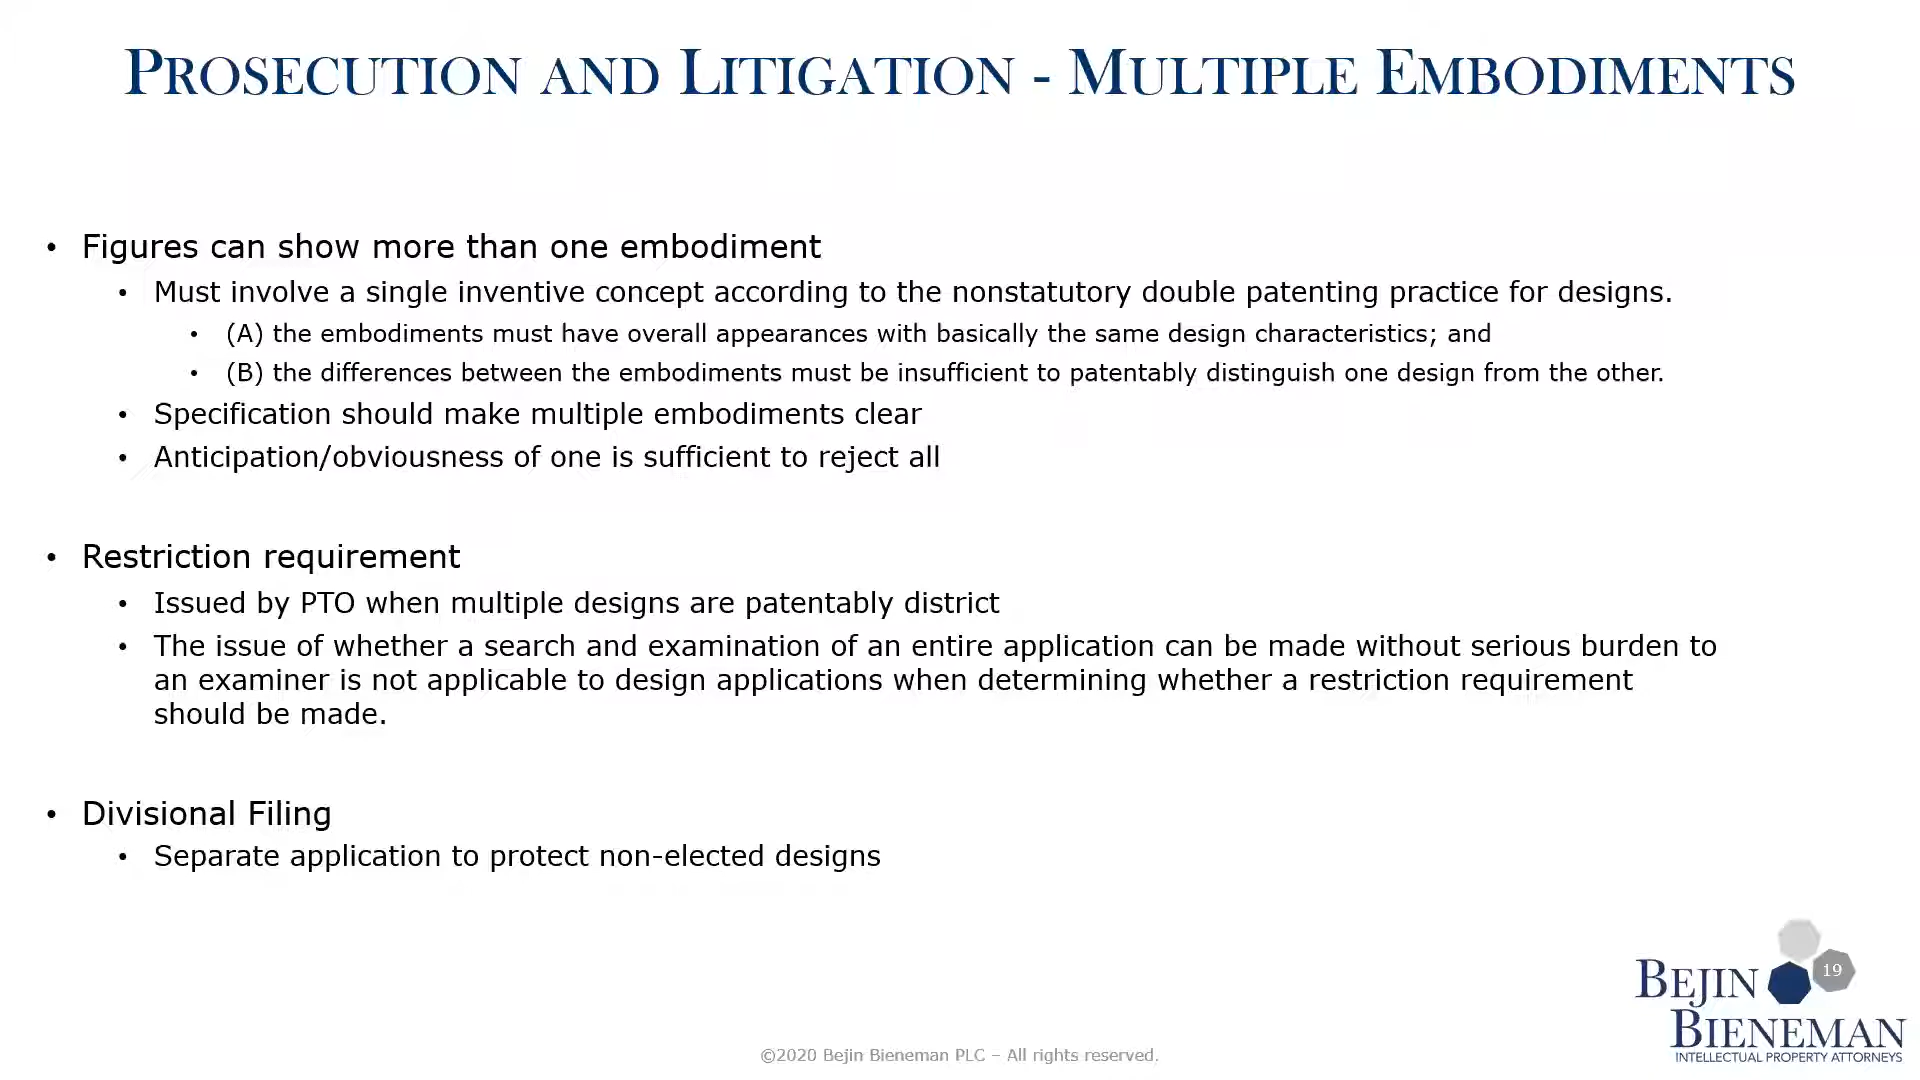 PROSECUTION AND LITIGATION - MULTIPLE EMBODIMENTS
• Figures can show more than one embodiment
• Must involve a single inventive concept according to the nonstatutory double patenting practice for designs.
• (A) the embodiments must have overall appearances with basically the same design characteristics; and
• (B) the differences between the embodiments must be insufficient to patentably distinguish one design from the other.
• Specification should make multiple embodiments clear
• Anticipation/obviousness of one is sufficient to reject all
• Restriction requirement
• Issued by PTO when multiple designs are patentably district
• The issue of whether a search and examination of an entire application can be made without serious burden to
an examiner is not applicable to design applications when determining whether a restriction requirement
should be made.
• Divisional Filing
• Separate application to protect non-elected designs
19
BEJIN
BIENEMAN
INTELLECTUAL PROPERTY ATTORNEYS
©2020 Bejin Bieneman PLC – All rights reserved.